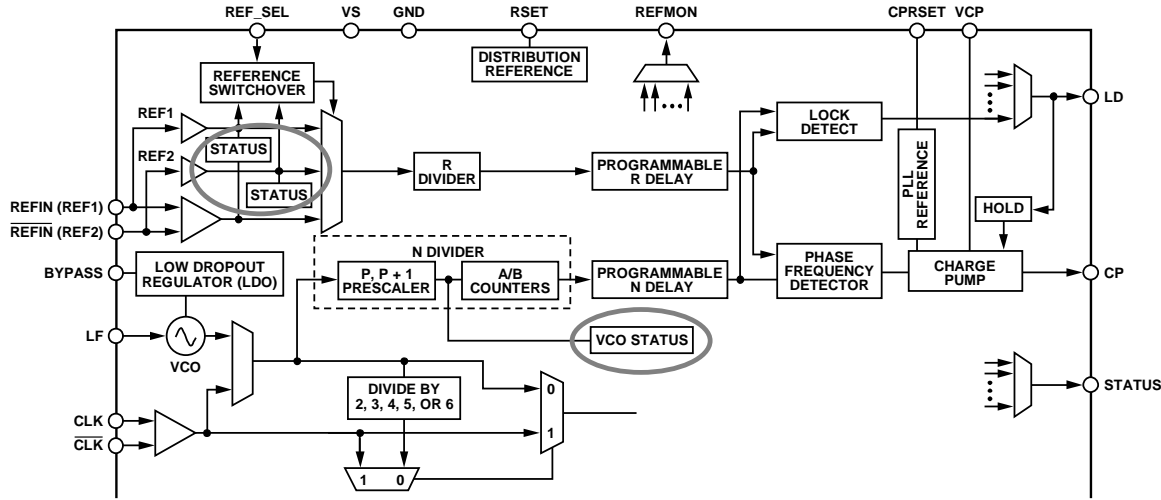 REF_SEL
VS
GND
RSET
REFMON
CPRSET
VCP
DISTRIBUTION
REFERENCE
REFERENCE
SWITCHOVER
REF1
STATUS
REF2
STATUS
REFIN (REF1)
REFIN (REF2)
BYPASS
LF
CLK
CLK
R
DIVIDER
PROGRAMMABLE
R DELAY
LOCK
DETECT
PLL
REFERENCE
LD
HOLD
N DIVIDER
P, P + 1
PRESCALER
A/B
COUNTERS
PROGRAMMABLE
N DELAY
PHASE
FREQUENCY
DETECTOR
CHARGE
PUMP
CP
LOW DROPOUT
REGULATOR (LDO)
VCO
VCO STATUS
STATUS
DIVIDE BY
2, 3, 4, 5, OR 6
0
1
1 0